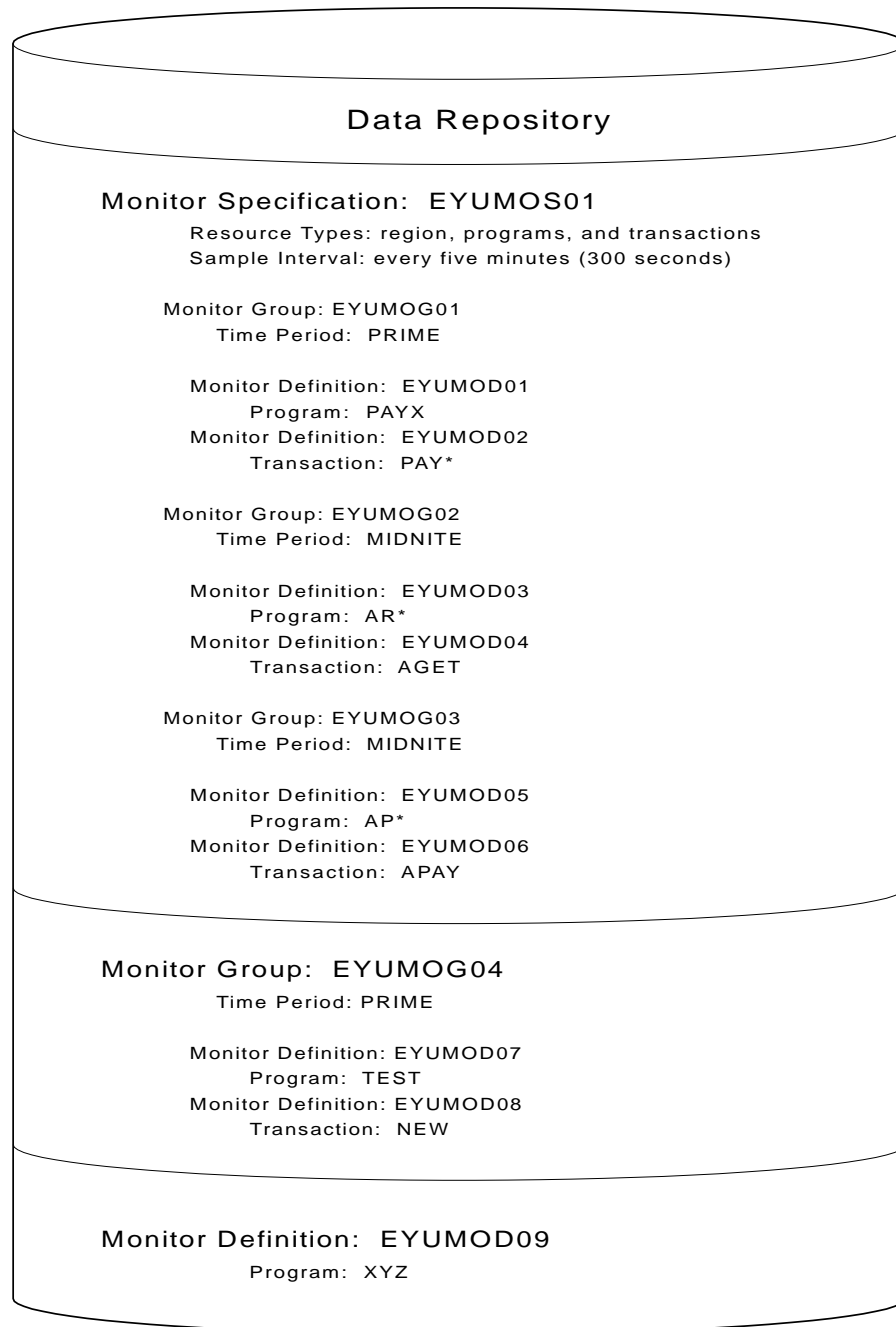 Data Repository
Monitor Specification: EYUMOS01
Resource Types: region, programs, and transactions
Sample Interval: every five minutes (300 seconds)
Monitor Group: EYUMOG01
Time Period: PRIME
Monitor Definition: EYUMOD01
Program: PAYX
Monitor Definition: EYUMOD02
Transaction: PAY*
Monitor Group: EYUMOG02
Time Period: MIDNITE
Monitor Definition: EYUMOD03
Program: AR*
Monitor Definition: EYUMOD04
Transaction: AGET
Monitor Group: EYUMOG03
Time Period: MIDNITE
Monitor Definition: EYUMOD05
Program: AP*
Monitor Definition: EYUMOD06
Transaction: APAY
Monitor Group: EYUMOG04
Time Period: PRIME
Monitor Definition: EYUMOD07
Program: TEST
Monitor Definition: EYUMOD08
Transaction: NEW
Monitor Definition: EYUMOD09
Program: XYZ